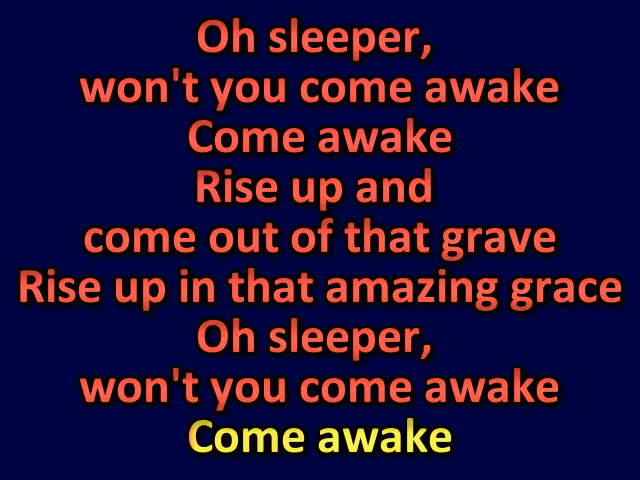 Oh sleeper,
won't you come awake
Come awake
Rise up and
come out of that grave
Rise up in that amazing grace
Oh sleeper,
won't you come awake
Come awake